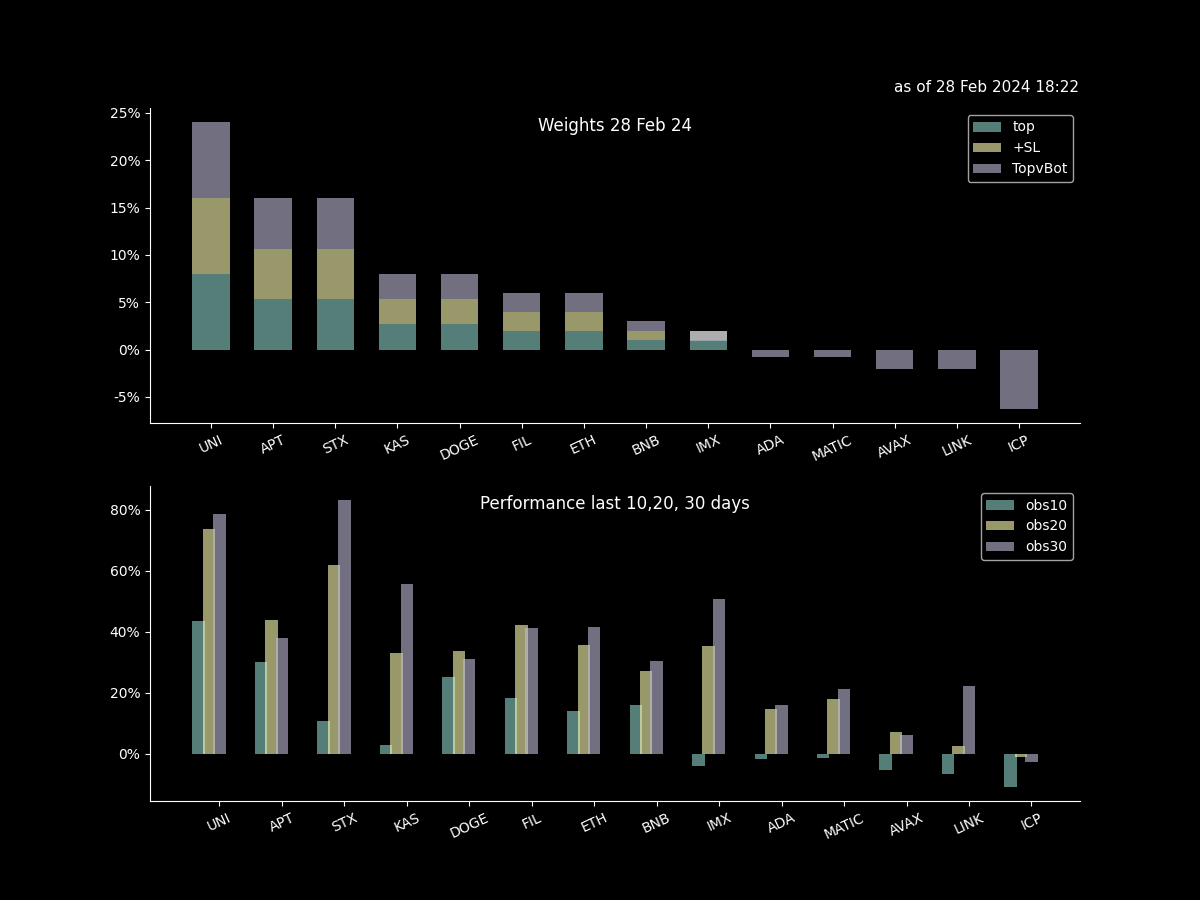 as of 28 Feb 2024 18:22
Weights 28 Feb 24
top
+SL
TopvBot
25%
20%
15%
10%
5%
0%
-5%
UNI APT STX KAS DOGE FIL ETH BNB IMX ADA MATIC AVAX LINK ICP
Performance last 10,20, 30 days
obs10
obs20
obs30
80%
60%
40%
20%
0%
UNI APT STX KAS DOGE FIL ETH BNB IMX ADA MATIC AVAX LINK ICP